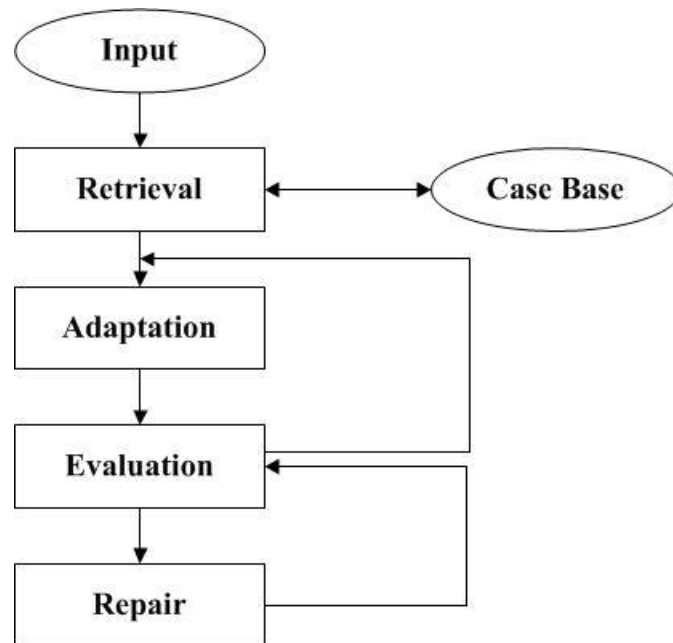 Input
Retrieval
Case Base
Adaptation
Evaluation
Repair